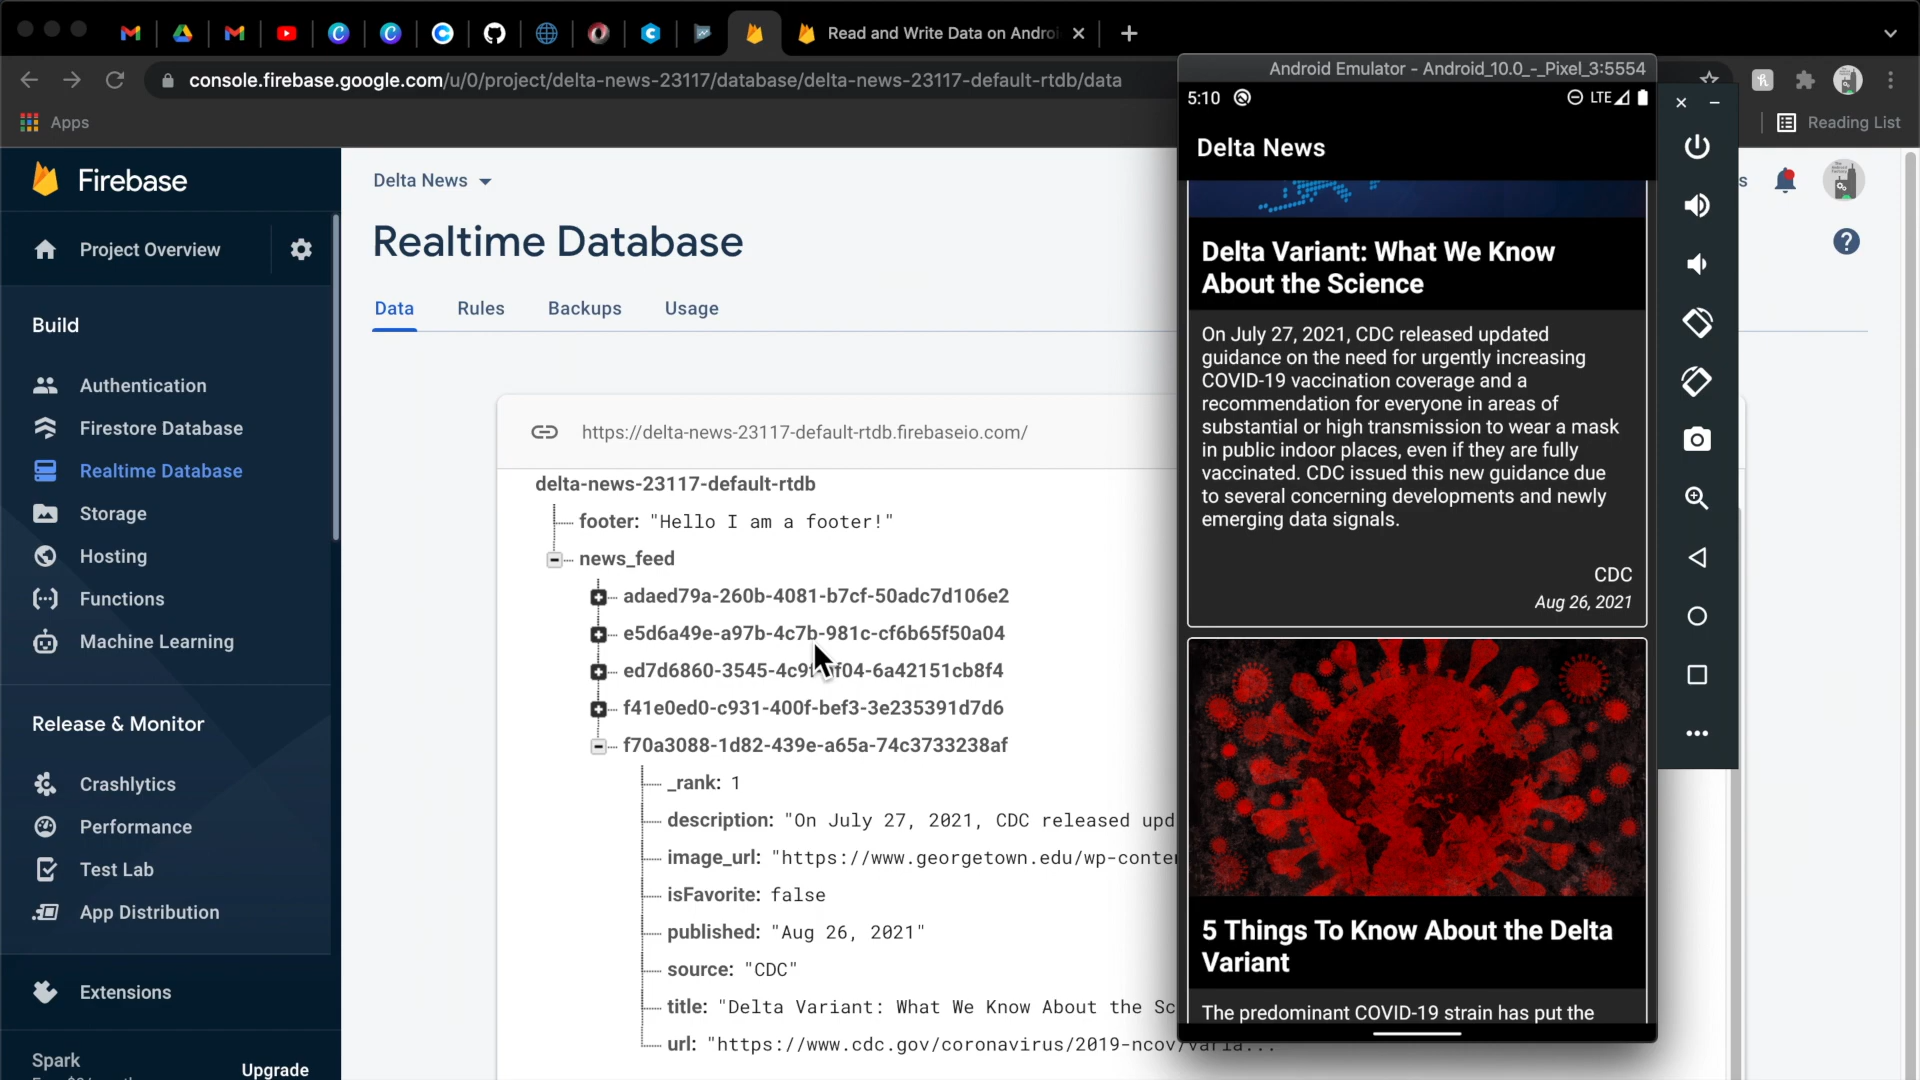 Read and Write Data on Androi
console.firebase.google.com/u/0/project/delta-news-23117/database/delta-news-23117-default-rtdb/data
Apps
Reading List
Firebase
Project Overview
Build
Authentication
Firestore Database
Realtime Database
Storage
Hosting
Functions
Machine Learning
Release & Monitor
Crashlytics
Performance
Test Lab
App Distribution
Extensions
Spark
Upgrade
Delta News
Realtime Database
Data Rules Backups Usage
https://delta-news-23117-default-rtdb.firebaseio.com/
delta-news-23117-default-rtdb
footer: "Hello I am a footer!"
news_feed
adaed79a-260b-4081-b7cf-50adc7d106e2
e5d6a49e-a97b-4c7b-981c-cf6b65f50a04
ed7d6860-3545-4c9f f04-6a42151cb8f4
f41e0ed0-c931-400f-bef3-3e235391d7d6
f70a3088-1d82-439e-a65a-74c3733238af
_rank: 1
description: "On July 27, 2021, CDC released upd
image_url: "https://www.georgetown.edu/wp-conten
isFavorite: false
published: "Aug 26, 2021"
source: "CDC"
title: "Delta Variant: What We Know About the Sc
url: "https://www.cdc.gov/coronavirus/2019-ncov/varia...
Android Emulator - Android_10.0_-_Pixel_3:5554
5:10
LTE
Delta News
Delta Variant: What We Know
About the Science
On July 27, 2021, CDC released updated
guidance on the need for urgently increasing
COVID-19 vaccination coverage and a
recommendation for everyone in areas of
substantial or high transmission to wear a mask
in public indoor places, even if they are fully
vaccinated. CDC issued this new guidance due
to several concerning developments and newly
emerging data signals.
CDC
Aug 26, 2021
5 Things To Know About the Delta
Variant
The predominant COVID-19 strain has put the